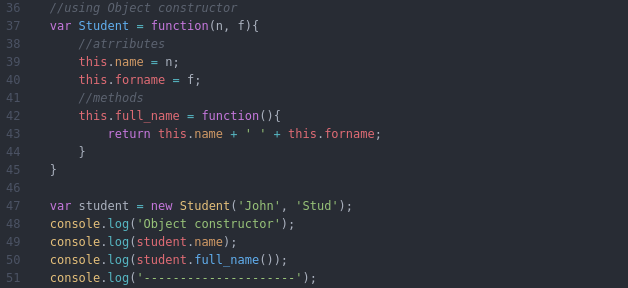 36 //using Object constructor
37 var Student = function(n, f){
38 //atrributes
39 this.name = n;
40 this.forname = f;
41 //methods
42 this.full_name = function(){
43 return this.name + ' ' + this.forname;
44 }
45 }
46
47 var student = new Student('John', 'Stud');
48 console.log('Object constructor');
49 console.log(student.name);
50 console.log(student.full_name());
51 console.log('---------------------');